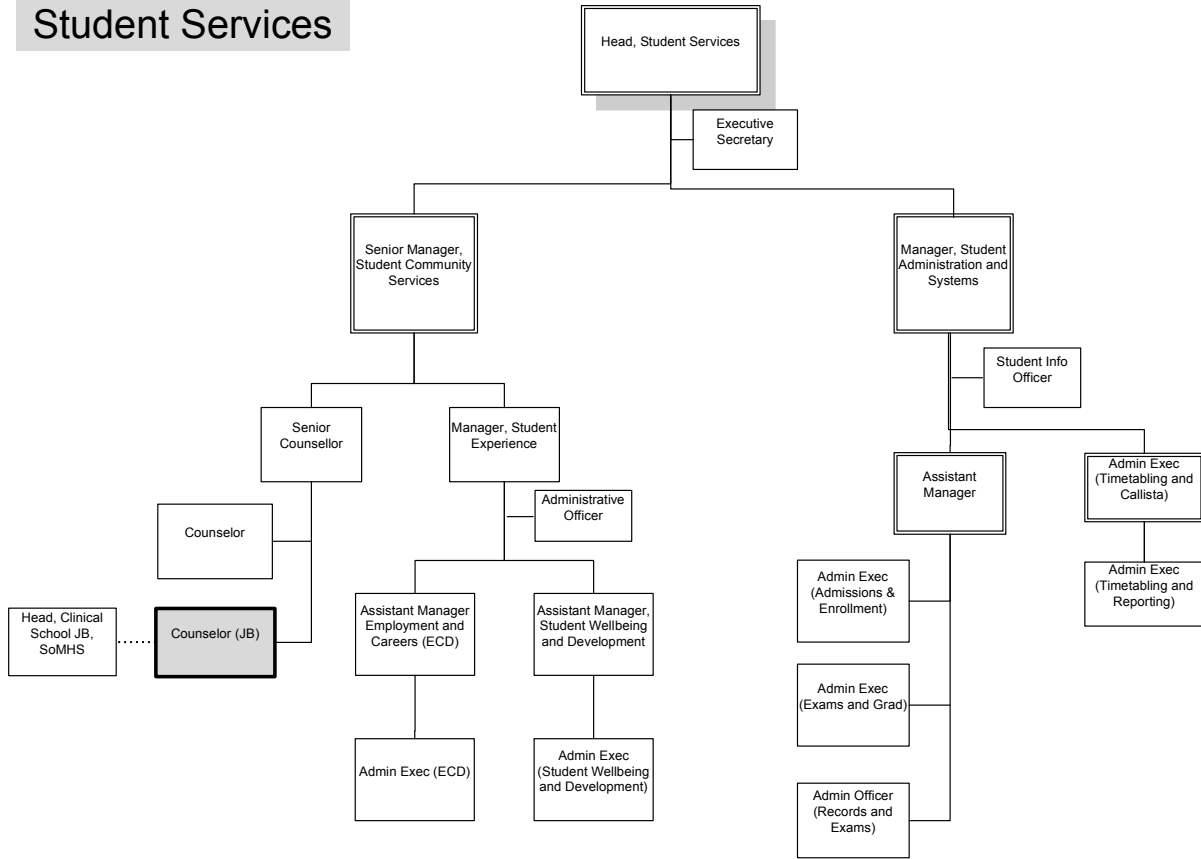 Student Services
Head, Student Services
Executive
Secretary
Senior Manager,
Student Community
Services
Manager, Student
Administration and
Systems
Student Info
Officer
Senior
Counsellor
Manager, Student
Experience
Assistant
Manager
Admin Exec
(Timetabling and
Callista)
Administrative
Officer
Counselor
Admin Exec
(Admissions &
Enrollment)
Admin Exec
(Timetabling and
Reporting)
Head, Clinical
School JB,
SoMHS
Counselor (JB)
Assistant Manager
Employment and
Careers (ECD)
Assistant Manager,
Student Wellbeing
and Development
Admin Exec
(Exams and Grad)
Admin Exec (ECD)
Admin Exec
(Student Wellbeing
and Development)
Admin Officer
(Records and
Exams)